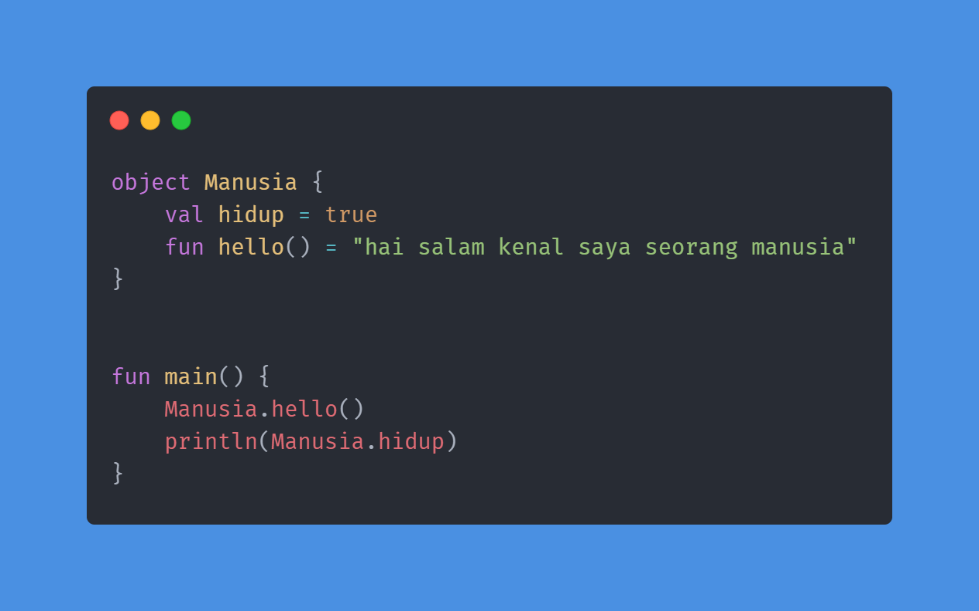 object Manusia {
    val hidup = true
    fun hello() = "hai salam kenal saya seorang manusia"
}
fun main() {
    Manusia.hello()
    println(Manusia.hidup)
}